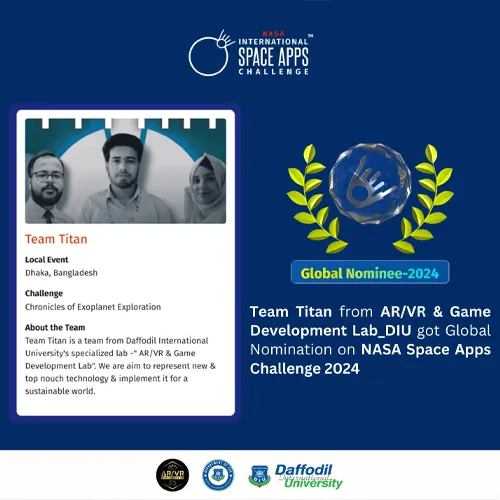 NASA
INTERNATIONAL
SPACE APPS
CHALLENGE
TM
Team Titan
Local Event
Dhaka, Bangladesh
Challenge
Chronicles of Exoplanet Exploration
About the Team
Team Titan is a team from Daffodil International
University's specialized lab -" AR/VR & Game
Development Lab". We are aim to represent new &
top nouch technology & implement it for a
sustainable world.
Global Nominee-2024
Team Titan from AR/VR & Game
Development Lab_DIU got Global
Nomination on NASA Space Apps
Challenge 2024
AR/VR
DIU
Daffodil
International
University